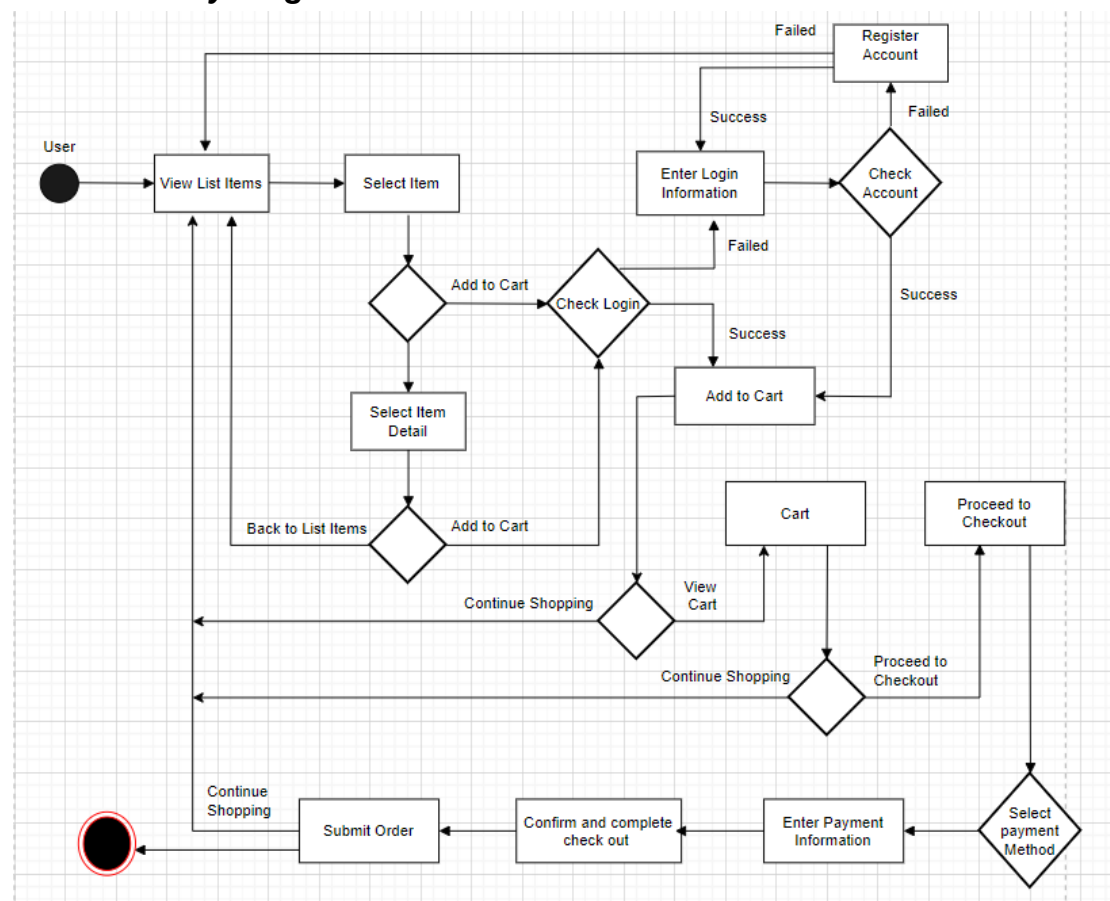 Failed
Register
Account
Success
Failed
User
View List Items
Select Item
Enter Login
Information
Check
Account
Failed
Add to Cart
Check Login
Success
Success
Add to Cart
Select Item
Detail
Back to List Items
Add to Cart
Cart
Proceed to
Checkout
Continue Shopping
View
Cart
Continue Shopping
Proceed to
Checkout
Continue
Shopping
Submit Order
Confirm and complete
check out
Enter Payment
Information
Select
payment
Method